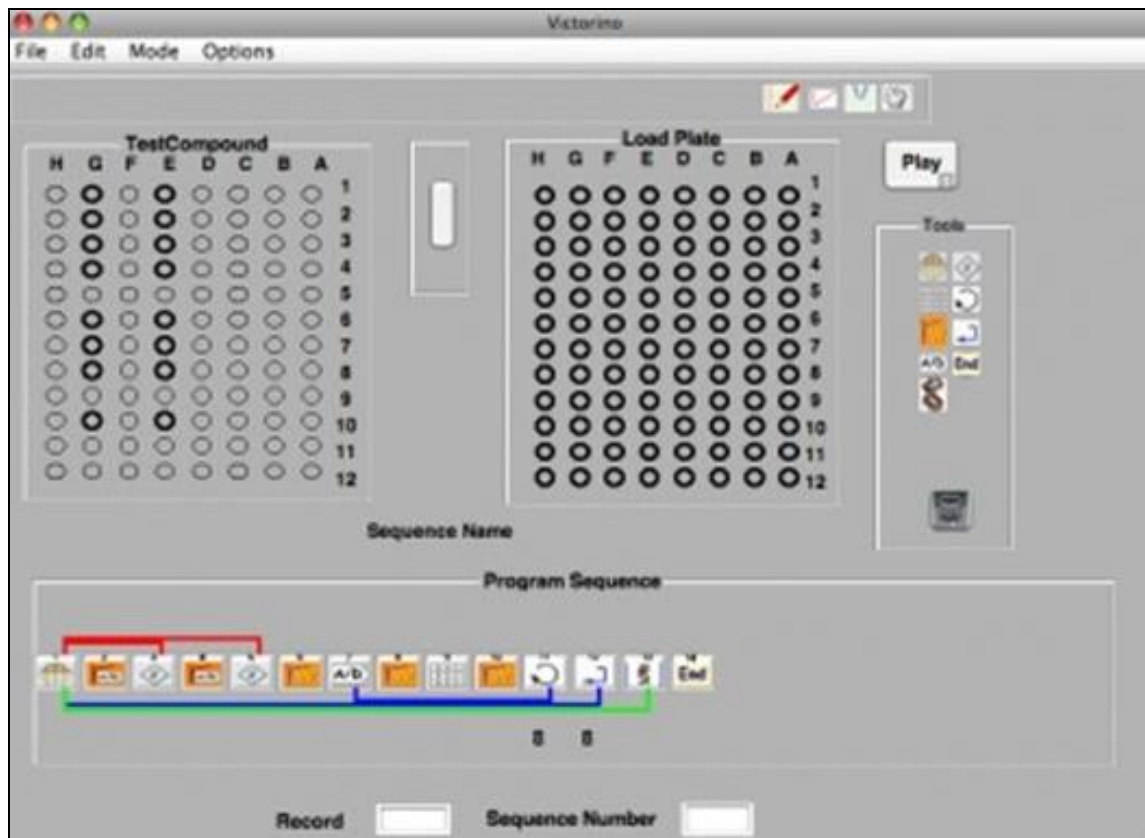 Victorino
File Edit Mode Options
TestCompound
H G F E D C B A
1
2
3
4
5
6
7
8
9
10
11
12
Load Plate
H G F E D C B A
1
2
3
4
5
6
7
8
9
10
11
12
Play
Tools
A/D End
Sequence Name
Program Sequence
A/D
End
8 8
Record
Sequence Number